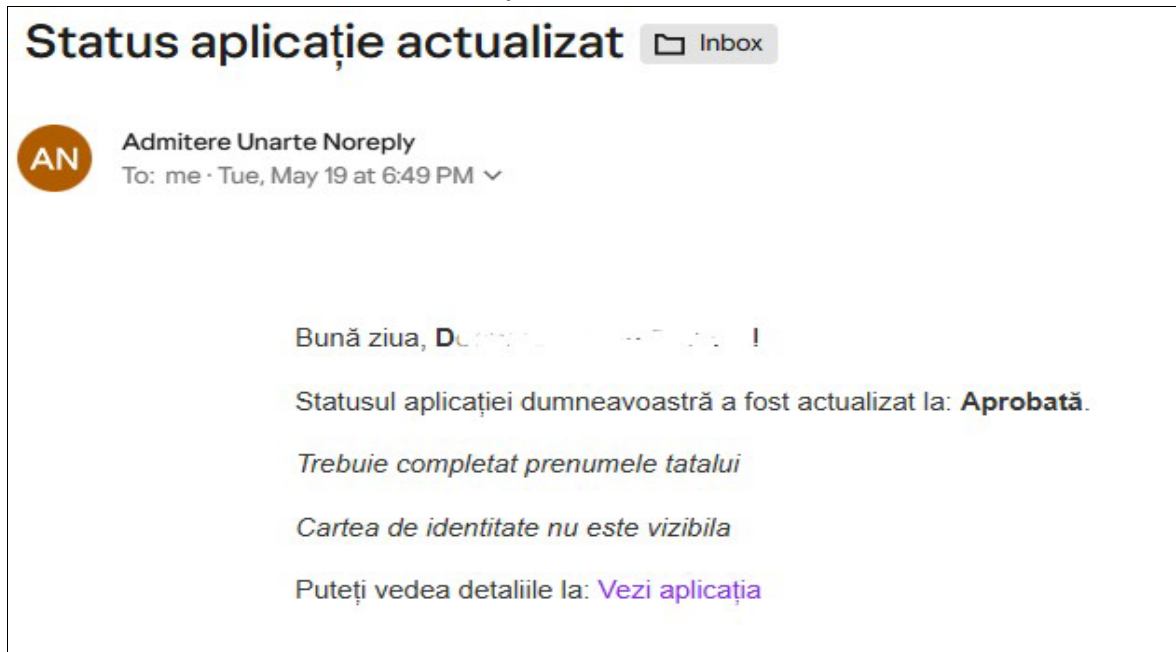 Status aplicație actualizat Inbox
AN
Admitere Unarte Noreply
To: me · Tue, May 19 at 6:49 PM
Bună ziua, !
Statusul aplicației dumneavoastră a fost actualizat la: Aprobată.
Trebuie completat prenumele tatalui
Cartea de identitate nu este vizibila
Puteți vedea detaliile la: Vezi aplicația